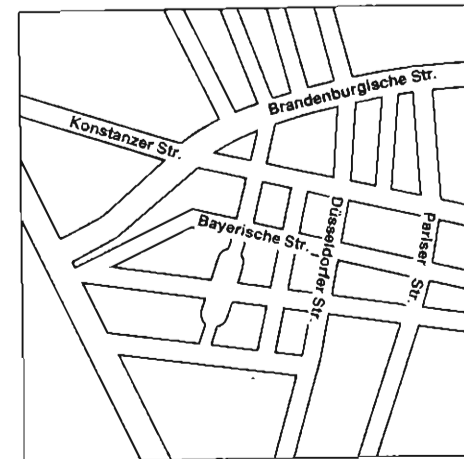 Brandenburgische Str.
Konstanzer Str.
Bayerische Str.
Düsseldorfer Str.
Pariser Str.